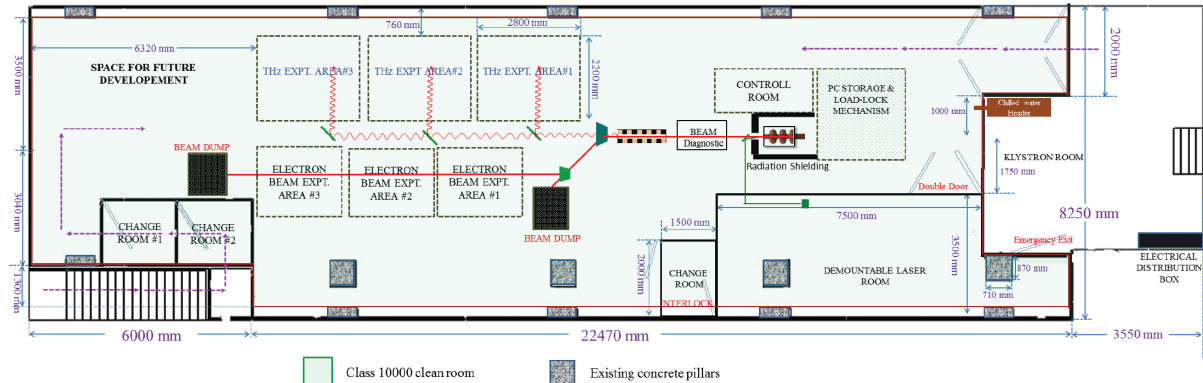 760 mm
2800 mm
6320 mm
3500 mm
SPACE FOR FUTURE
DEVELOPEMENT
THz EXPT. AREA#3
THz EXPT. AREA#2
THz EXPT. AREA#1
2200 mm
2000 mm
CONTROLL
ROOM
PC STORAGE &
LOAD-LOCK
MECHANISM
1000 mm
Chilled water
Header
BEAM
Diagnostic
Radiation Shielding
KLYSTRON ROOM
1750 mm
Double Door
BEAM DUMP
ELECTRON
BEAM EXPT.
AREA #3
ELECTRON
BEAM EXPT.
AREA #2
ELECTRON
BEAM EXPT.
AREA #1
BEAM DUMP
3040 mm
CHANGE
ROOM #1
CHANGE
ROOM #2
1500 mm
7500 mm
8250 mm
Emergency Exit
2000mm
CHANGE
ROOM
INTERLOCK
DEMOUNTABLE LASER
ROOM
3500 mm
870 mm
710 mm
ELECTRICAL
DISTRIBUTION
BOX
1300mm
6000 mm
22470 mm
3550 mm
Class 10000 clean room
Existing concrete pillars